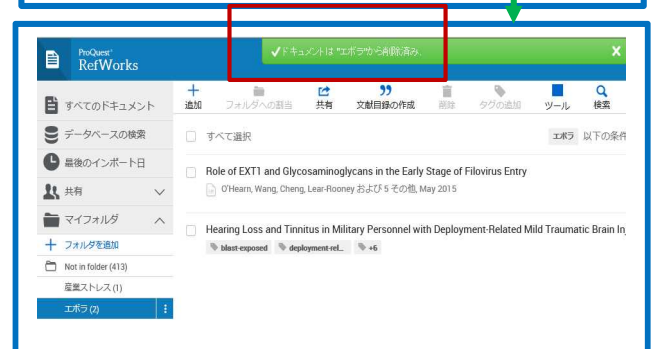 ProQuest®
RefWorks
✓ドキュメントは "エボラ"から削除済み. X
すべてのドキュメント
データベースの検索
最後のインポート日
共有
マイフォルダ
フォルダを追加
Not in folder (413)
産業ストレス (1)
エボラ (2)
追加 フォルダへの割当 共有 文献目録の作成 削除 タグの追加 ツール 検索
すべて選択 エボラ 以下の条件
Role of EXT1 and Glycosaminoglycans in the Early Stage of Filovirus Entry
O'Hearn, Wang, Cheng, Lear-Rooney および 5 その他, May 2015
Hearing Loss and Tinnitus in Military Personnel with Deployment-Related Mild Traumatic Brain In
blast-exposed deployment-rel... +6